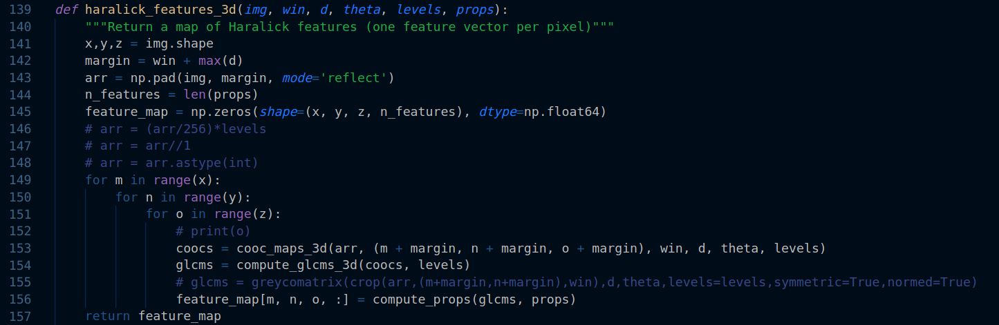 139 def haralick_features_3d(img, win, d, theta, levels, props):
140     """Return a map of Haralick features (one feature vector per pixel)"""
141     x,y,z = img.shape
142     margin = win + max(d)
143     arr = np.pad(img, margin, mode='reflect')
144     n_features = len(props)
145     feature_map = np.zeros(shape=(x, y, z, n_features), dtype=np.float64)
146     # arr = (arr/256)*levels
147     # arr = arr//1
148     # arr = arr.astype(int)
149     for m in range(x):
150         for n in range(y):
151             for o in range(z):
152                 # print(o)
153                 coocs = cooc_maps_3d(arr, (m + margin, n + margin, o + margin), win, d, theta, levels)
154                 glcms = compute_glcms_3d(coocs, levels)
155                 # glcms = greycomatrix(crop(arr,(m+margin,n+margin),win),d,theta,levels=levels,symmetric=True,normed=True)
156                 feature_map[m, n, o, :] = compute_props(glcms, props)
157     return feature_map